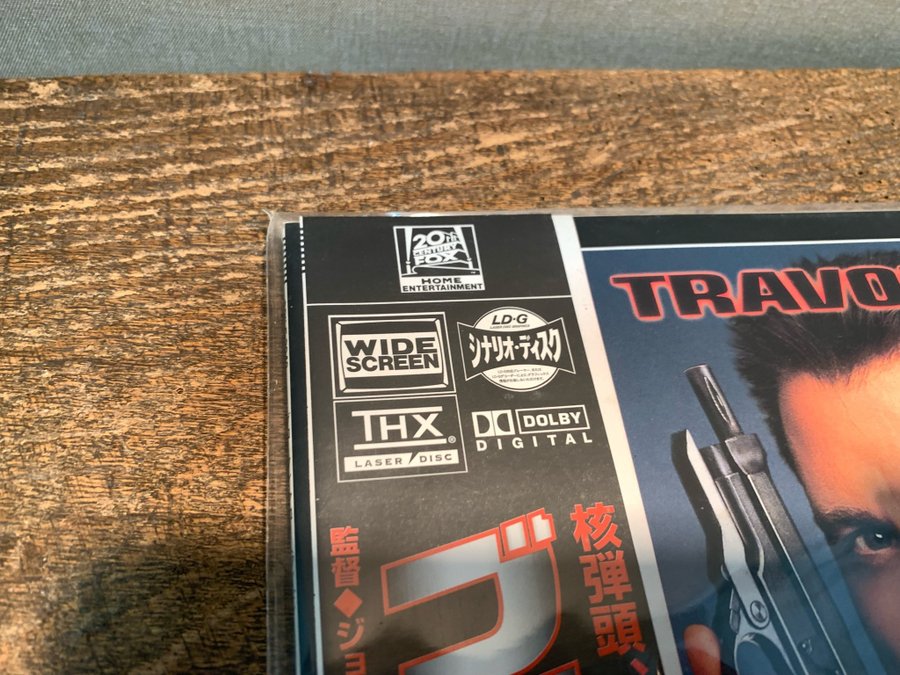 20TH
CENTURY
FOX
HOME
ENTERTAINMENT
WIDE
SCREEN
LD・G
シナリオ・ディスク
THX
LASER DISC
DOLBY
DIGITAL
TRAVO
核弾頭、
監督◆ジョ
ブ